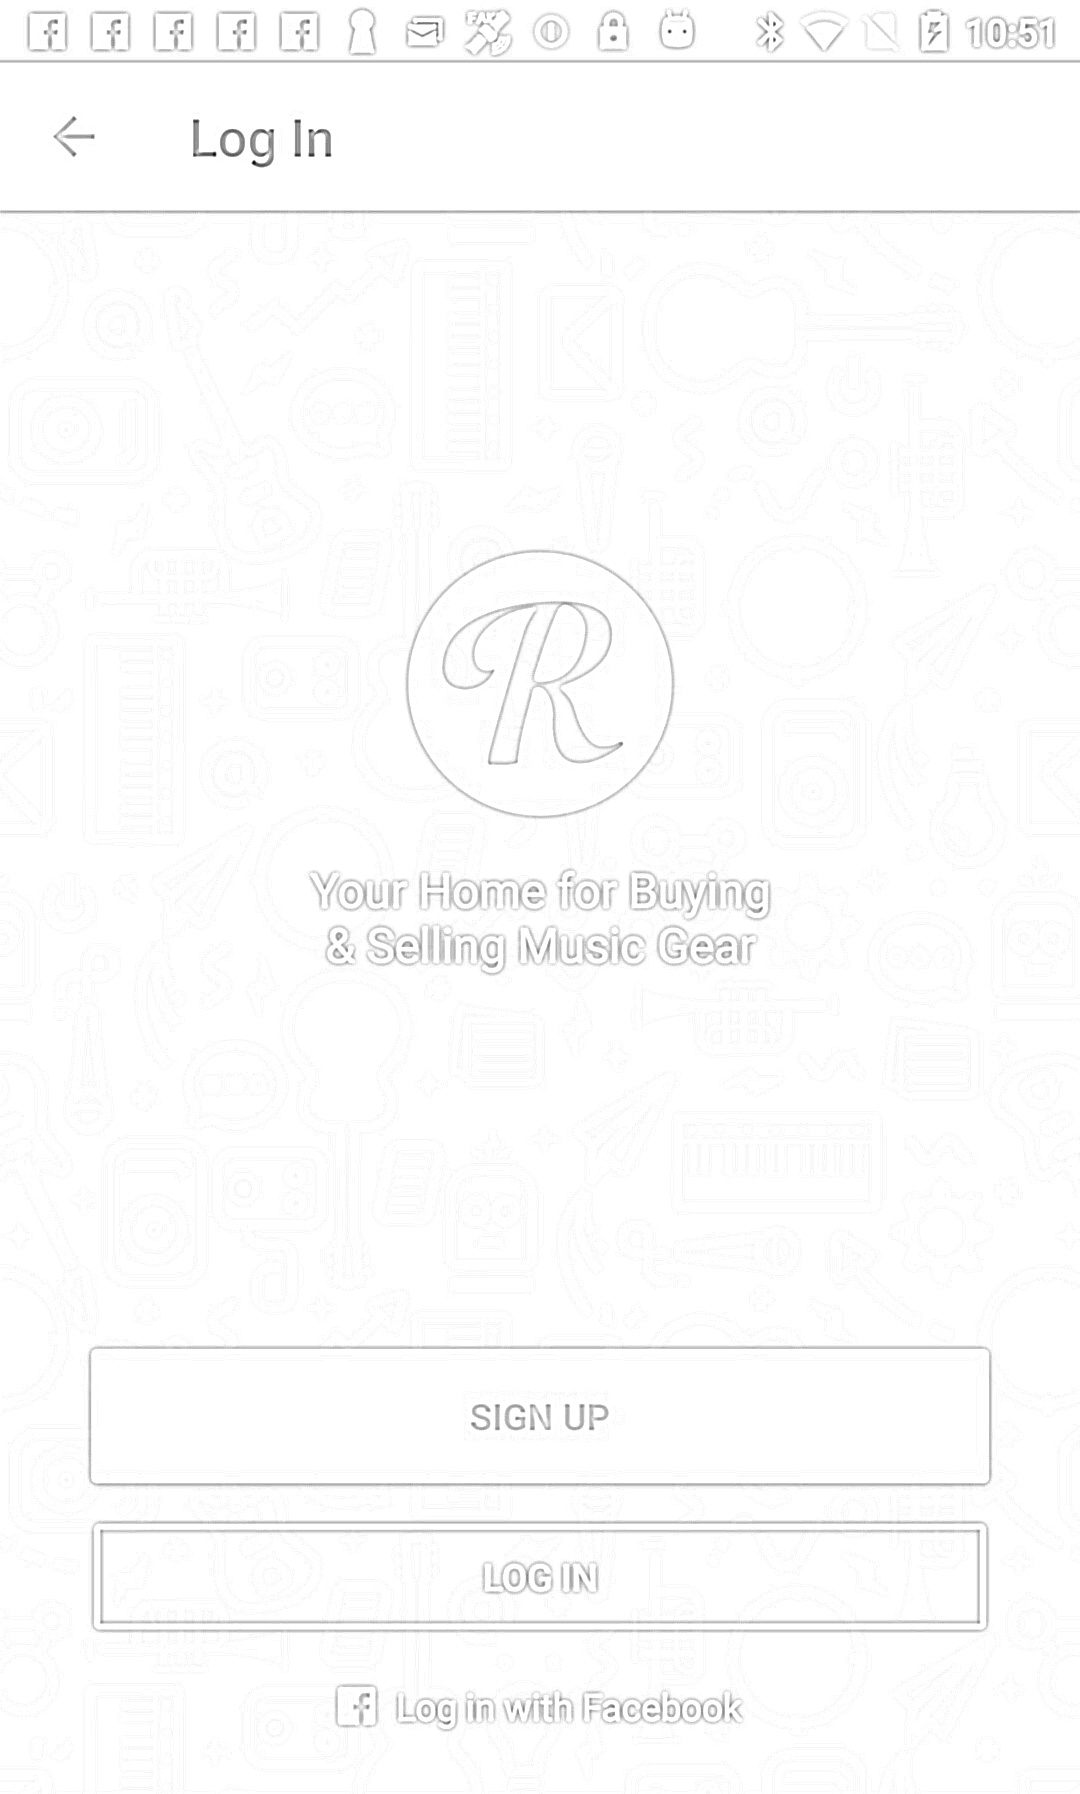 FAKE
10:51
Log In
R
Your Home for Buying
& Selling Music Gear
SIGN UP
LOG IN
f Log in with Facebook